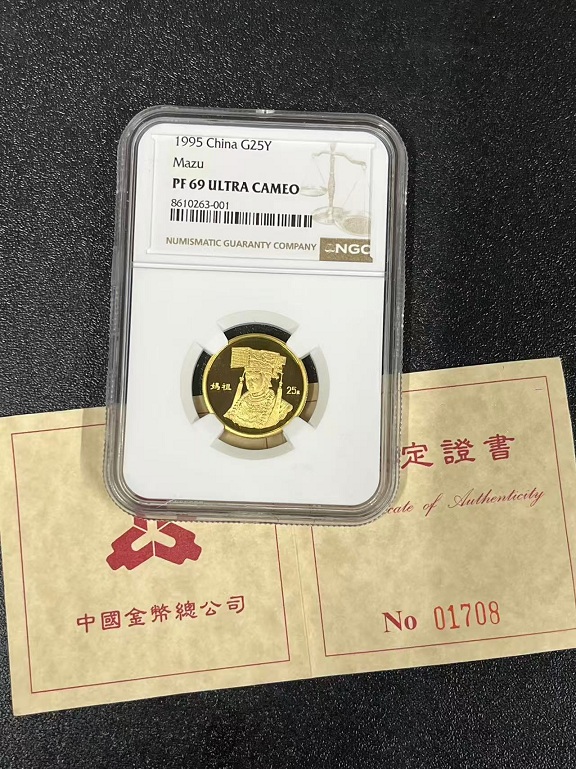 1995 China G25Y
Mazu
PF 69 ULTRA CAMEO
8610263-001
NUMISMATIC GUARANTY COMPANY
NGC
媽祖
25元
定證書
cate of Authenticity
中國金幣總公司
No 01708